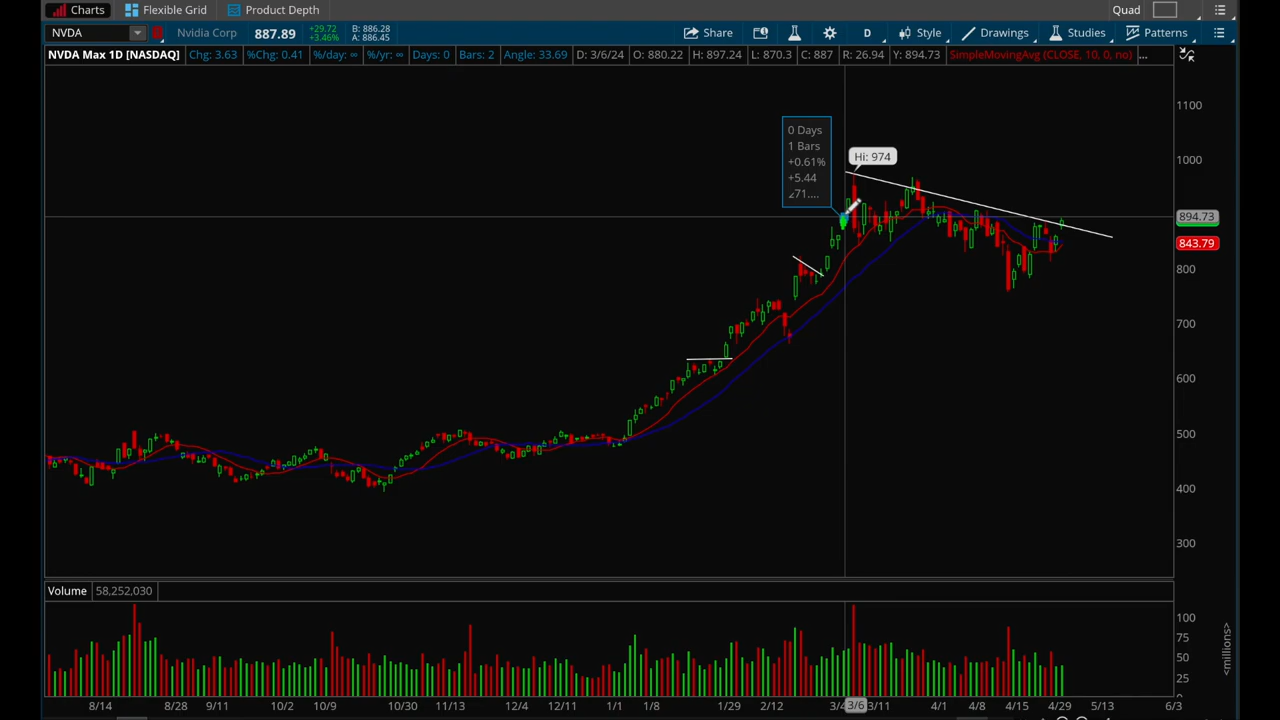 Charts Flexible Grid Product Depth Quad
NVDA Nvidia Corp 887.89 +29.72 +3.46% B: 886.28 A: 886.45 Share D Style Drawings Studies Patterns
NVDA Max 1D [NASDAQ] Chg: 3.63 %Chg: 0.41 %/day: ∞ %/yr: ∞ Days: 0 Bars: 2 Angle: 33.69 D: 3/6/24 O: 880.22 H: 897.24 L: 870.3 C: 887 R: 26.94 Y: 894.73 SimpleMovingAvg (CLOSE, 10, 0, no) ...
1100
0 Days
1 Bars
+0.61%
+5.44
∠71....
Hi: 974
1000
894.73
843.79
800
700
600
500
400
300
Volume 58,252,030
100
75
50
25
<millions>
8/14 8/28 9/11 10/2 10/9 10/30 11/13 12/4 12/11 1/1 1/8 1/29 2/12 3/6 3/11 4/1 4/8 4/15 4/29 5/13 6/3